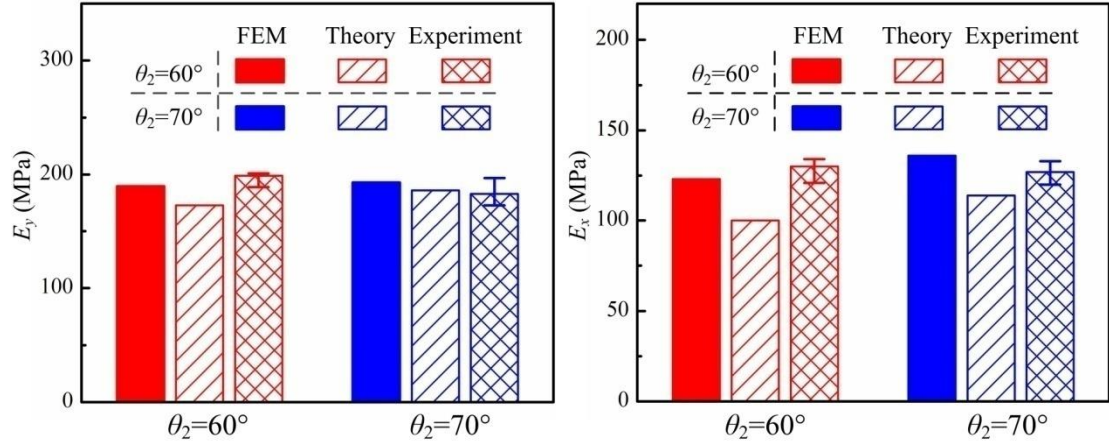 FEM Theory Experiment
θ2=60°
θ2=70°
300
200
100
0
Ey (MPa)
θ2=60° θ2=70°
FEM Theory Experiment
θ2=60°
θ2=70°
200
150
100
50
0
Ex (MPa)
θ2=60° θ2=70°